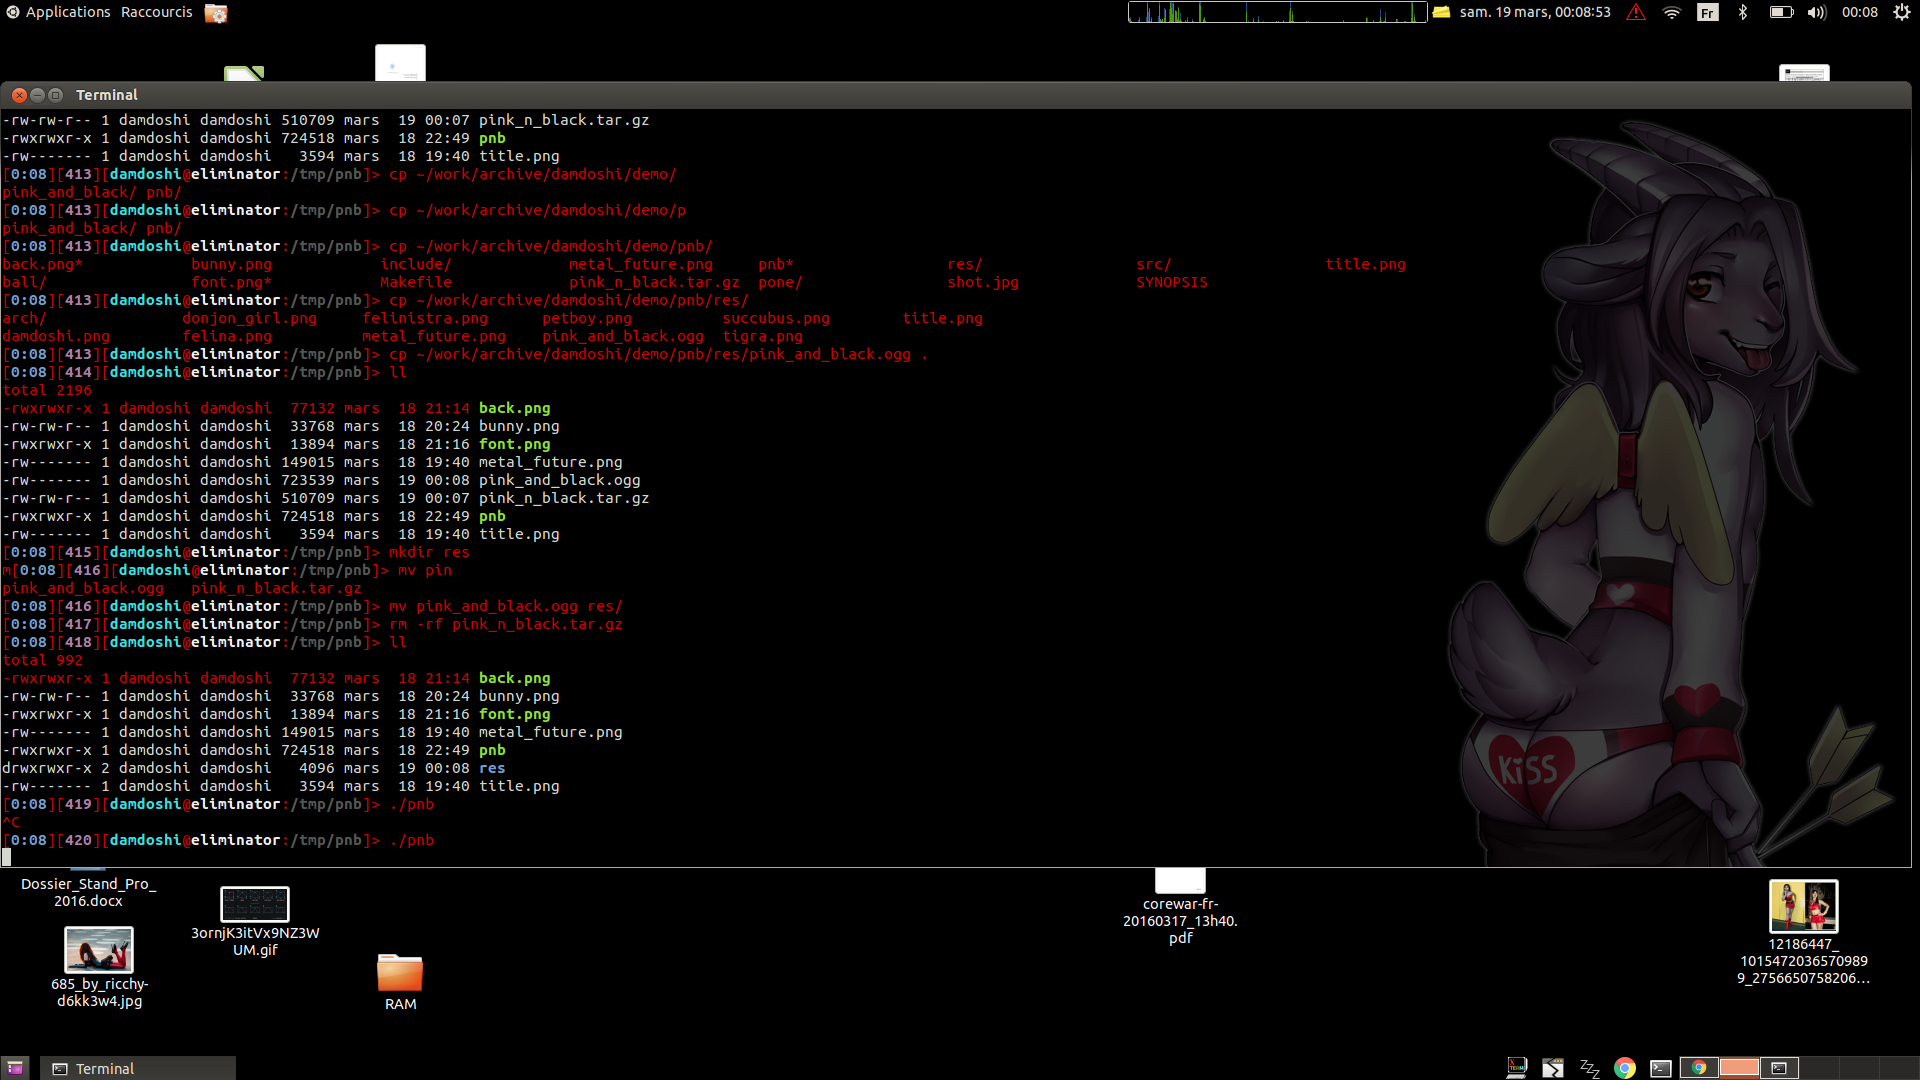 Applications Raccourcis
sam. 19 mars, 00:08:53 Fr 00:08
Terminal
-rw-rw-r-- 1 damdoshi damdoshi 510709 mars  19 00:07 pink_n_black.tar.gz
-rwxrwxr-x 1 damdoshi damdoshi 724518 mars  18 22:49 pnb
-rw------- 1 damdoshi damdoshi   3594 mars  18 19:40 title.png
[0:08][413][damdoshi@eliminator:/tmp/pnb]> cp ~/work/archive/damdoshi/demo/
pink_and_black/ pnb/
[0:08][413][damdoshi@eliminator:/tmp/pnb]> cp ~/work/archive/damdoshi/demo/p
pink_and_black/ pnb/
[0:08][413][damdoshi@eliminator:/tmp/pnb]> cp ~/work/archive/damdoshi/demo/pnb/
back.png* bunny.png include/ metal_future.png pnb* res/ src/ title.png
ball/ font.png* Makefile pink_n_black.tar.gz pone/ shot.jpg SYNOPSIS
[0:08][413][damdoshi@eliminator:/tmp/pnb]> cp ~/work/archive/damdoshi/demo/pnb/res/
arch/ donjon_girl.png felinistra.png petboy.png succubus.png title.png
damdoshi.png felina.png metal_future.png pink_and_black.ogg tigra.png
[0:08][413][damdoshi@eliminator:/tmp/pnb]> cp ~/work/archive/damdoshi/demo/pnb/res/pink_and_black.ogg .
[0:08][414][damdoshi@eliminator:/tmp/pnb]> ll
total 2196
-rwxrwxr-x 1 damdoshi damdoshi  77132 mars  18 21:14 back.png
-rw-rw-r-- 1 damdoshi damdoshi  33768 mars  18 20:24 bunny.png
-rwxrwxr-x 1 damdoshi damdoshi  13894 mars  18 21:16 font.png
-rw------- 1 damdoshi damdoshi 149015 mars  18 19:40 metal_future.png
-rw------- 1 damdoshi damdoshi 723539 mars  19 00:08 pink_and_black.ogg
-rw-rw-r-- 1 damdoshi damdoshi 510709 mars  19 00:07 pink_n_black.tar.gz
-rwxrwxr-x 1 damdoshi damdoshi 724518 mars  18 22:49 pnb
-rw------- 1 damdoshi damdoshi   3594 mars  18 19:40 title.png
[0:08][415][damdoshi@eliminator:/tmp/pnb]> mkdir res
m[0:08][416][damdoshi@eliminator:/tmp/pnb]> mv pin
pink_and_black.ogg pink_n_black.tar.gz
[0:08][416][damdoshi@eliminator:/tmp/pnb]> mv pink_and_black.ogg res/
[0:08][417][damdoshi@eliminator:/tmp/pnb]> rm -rf pink_n_black.tar.gz
[0:08][418][damdoshi@eliminator:/tmp/pnb]> ll
total 992
-rwxrwxr-x 1 damdoshi damdoshi  77132 mars  18 21:14 back.png
-rw-rw-r-- 1 damdoshi damdoshi  33768 mars  18 20:24 bunny.png
-rwxrwxr-x 1 damdoshi damdoshi  13894 mars  18 21:16 font.png
-rw------- 1 damdoshi damdoshi 149015 mars  18 19:40 metal_future.png
-rwxrwxr-x 1 damdoshi damdoshi 724518 mars  18 22:49 pnb
drwxrwxr-x 2 damdoshi damdoshi   4096 mars  19 00:08 res
-rw------- 1 damdoshi damdoshi   3594 mars  18 19:40 title.png
[0:08][419][damdoshi@eliminator:/tmp/pnb]> ./pnb
^C
[0:08][420][damdoshi@eliminator:/tmp/pnb]> ./pnb
KiSS
Dossier_Stand_Pro_
2016.docx
3ornjK3itVx9NZ3W
UM.gif
685_by_ricchy-
d6kk3w4.jpg
RAM
corewar-fr-
20160317_13h40.
pdf
12186447_
1015472036570989
9_2756650758206...
Terminal